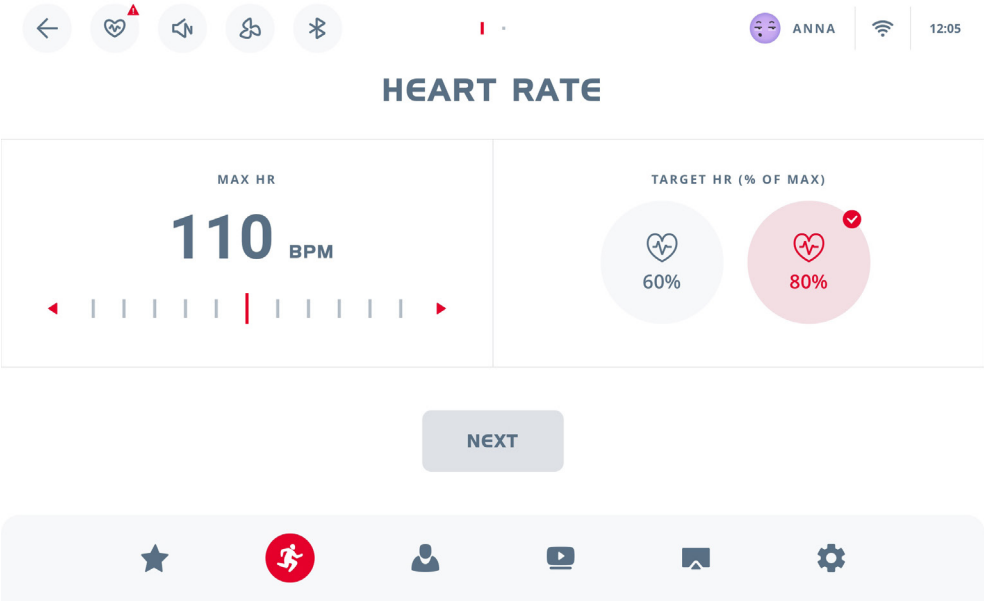 ANNA
12:05
HEART RATE
MAX HR
110 BPM
TARGET HR (% OF MAX)
60%
80%
NEXT